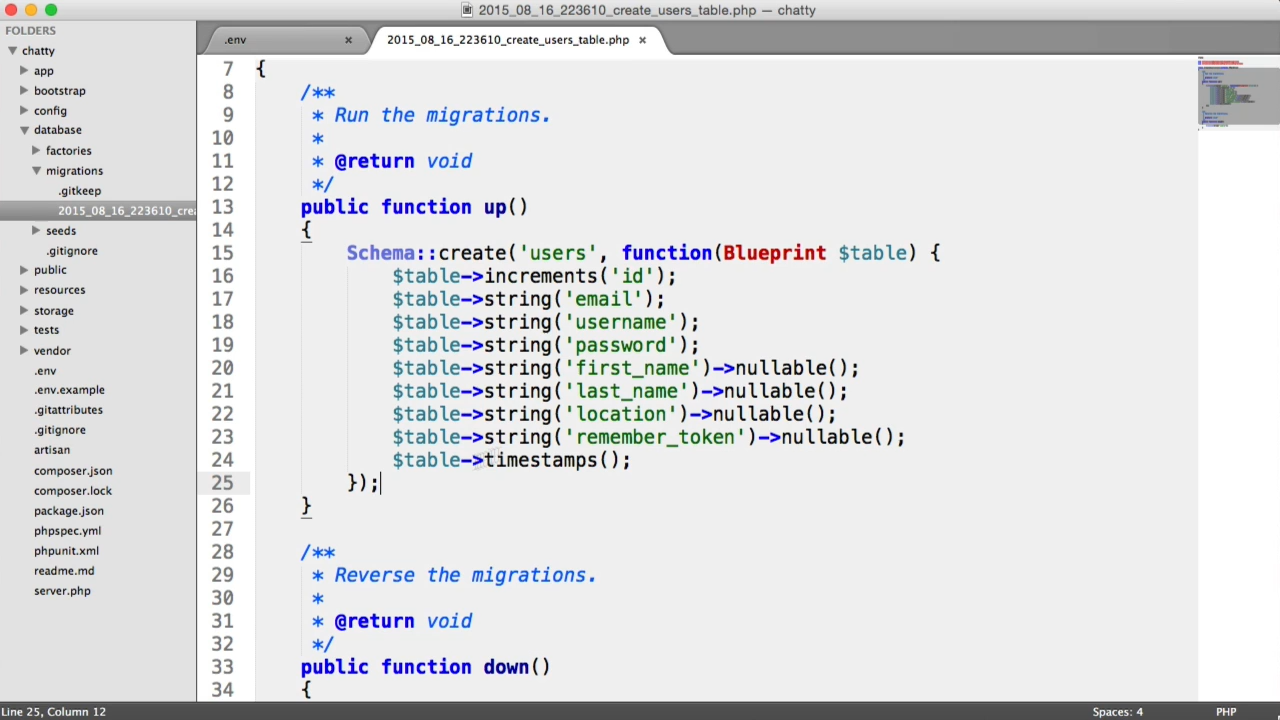 2015_08_16_223610_create_users_table.php — chatty
FOLDERS
chatty
app
bootstrap
config
database
factories
migrations
.gitkeep
2015_08_16_223610_cre
seeds
.gitignore
public
resources
storage
tests
vendor
.env
.env.example
.gitattributes
.gitignore
artisan
composer.json
composer.lock
package.json
phpspec.yml
phpunit.xml
readme.md
server.php
.env × 2015_08_16_223610_create_users_table.php ×
7 {
8 /**
9 * Run the migrations.
10 *
11 * @return void
12 */
13 public function up()
14 {
15 Schema::create('users', function(Blueprint $table) {
16 $table->increments('id');
17 $table->string('email');
18 $table->string('username');
19 $table->string('password');
20 $table->string('first_name')->nullable();
21 $table->string('last_name')->nullable();
22 $table->string('location')->nullable();
23 $table->string('remember_token')->nullable();
24 $table->timestamps();
25 });
26 }
27
28 /**
29 * Reverse the migrations.
30 *
31 * @return void
32 */
33 public function down()
34 {
Line 25, Column 12 Spaces: 4 PHP